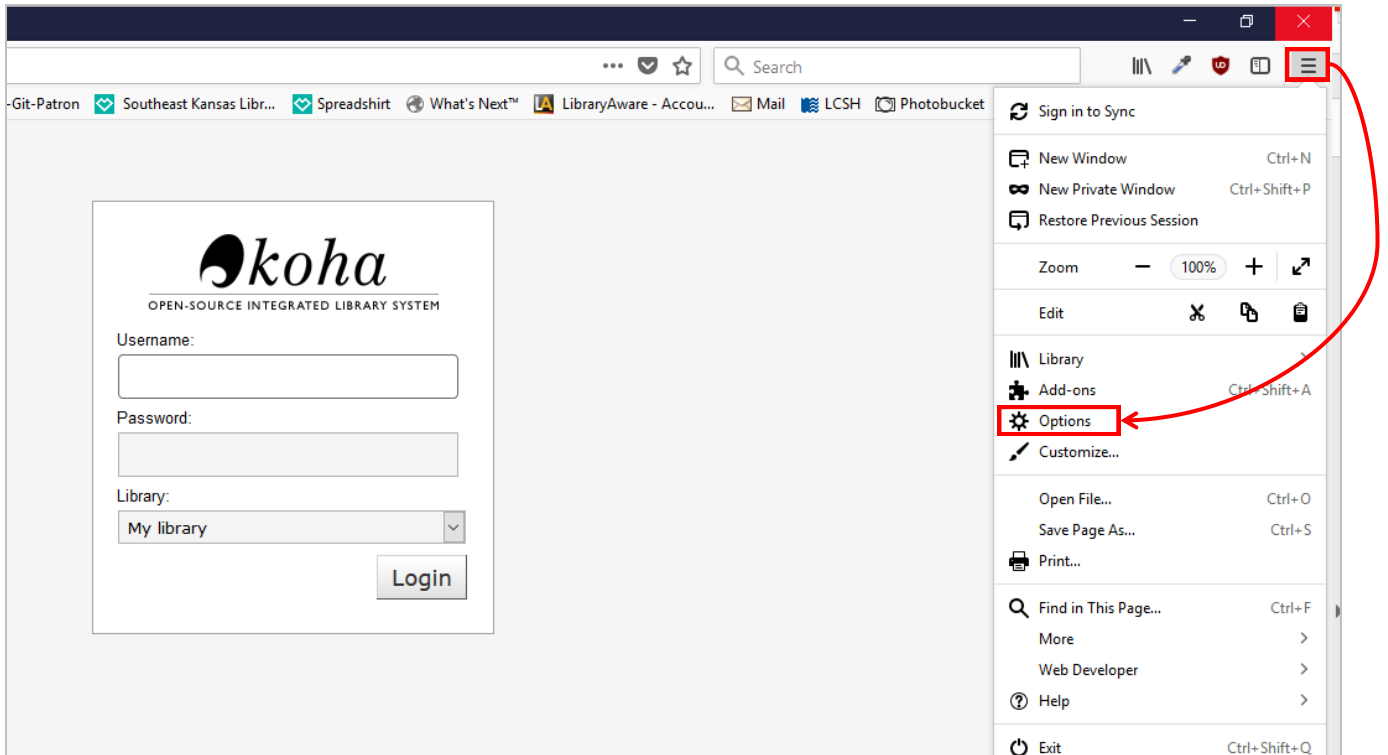 Search
-Git-Patron Southeast Kansas Libr... Spreadshirt What's Next™ LibraryAware - Accou... Mail LCSH Photobucket
koha
OPEN-SOURCE INTEGRATED LIBRARY SYSTEM
Username:
Password:
Library:
My library
Login
Sign in to Sync
New Window Ctrl+N
New Private Window Ctrl+Shift+P
Restore Previous Session
Zoom 100%
Edit
Library
Add-ons Ctrl+Shift+A
Options
Customize...
Open File... Ctrl+O
Save Page As... Ctrl+S
Print...
Find in This Page... Ctrl+F
More
Web Developer
Help
Exit Ctrl+Shift+Q